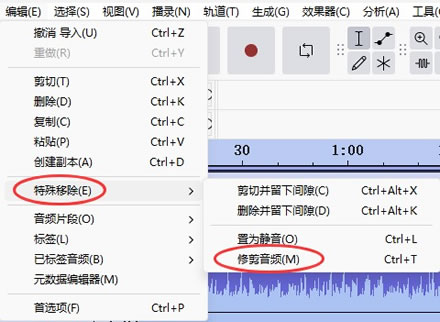 编辑(E) 选择(S) 视图(V) 播录(N) 轨道(T) 生成(G) 效果器(C) 分析(A) 工具
撤消 导入(U) Ctrl+Z
重做(R) Ctrl+Y
剪切(T) Ctrl+X
删除(D) Ctrl+K
复制(C) Ctrl+C
粘贴(P) Ctrl+V
创建副本(A) Ctrl+D
30 1:00
特殊移除(E)
剪切并留下间隙(C) Ctrl+Alt+X
删除并留下间隙(D) Ctrl+Alt+K
音频片段(O)
标签(L)
置为静音(O) Ctrl+L
已标签音频(B)
修剪音频(M) Ctrl+T
元数据编辑器(M)
首选项(F) Ctrl+P